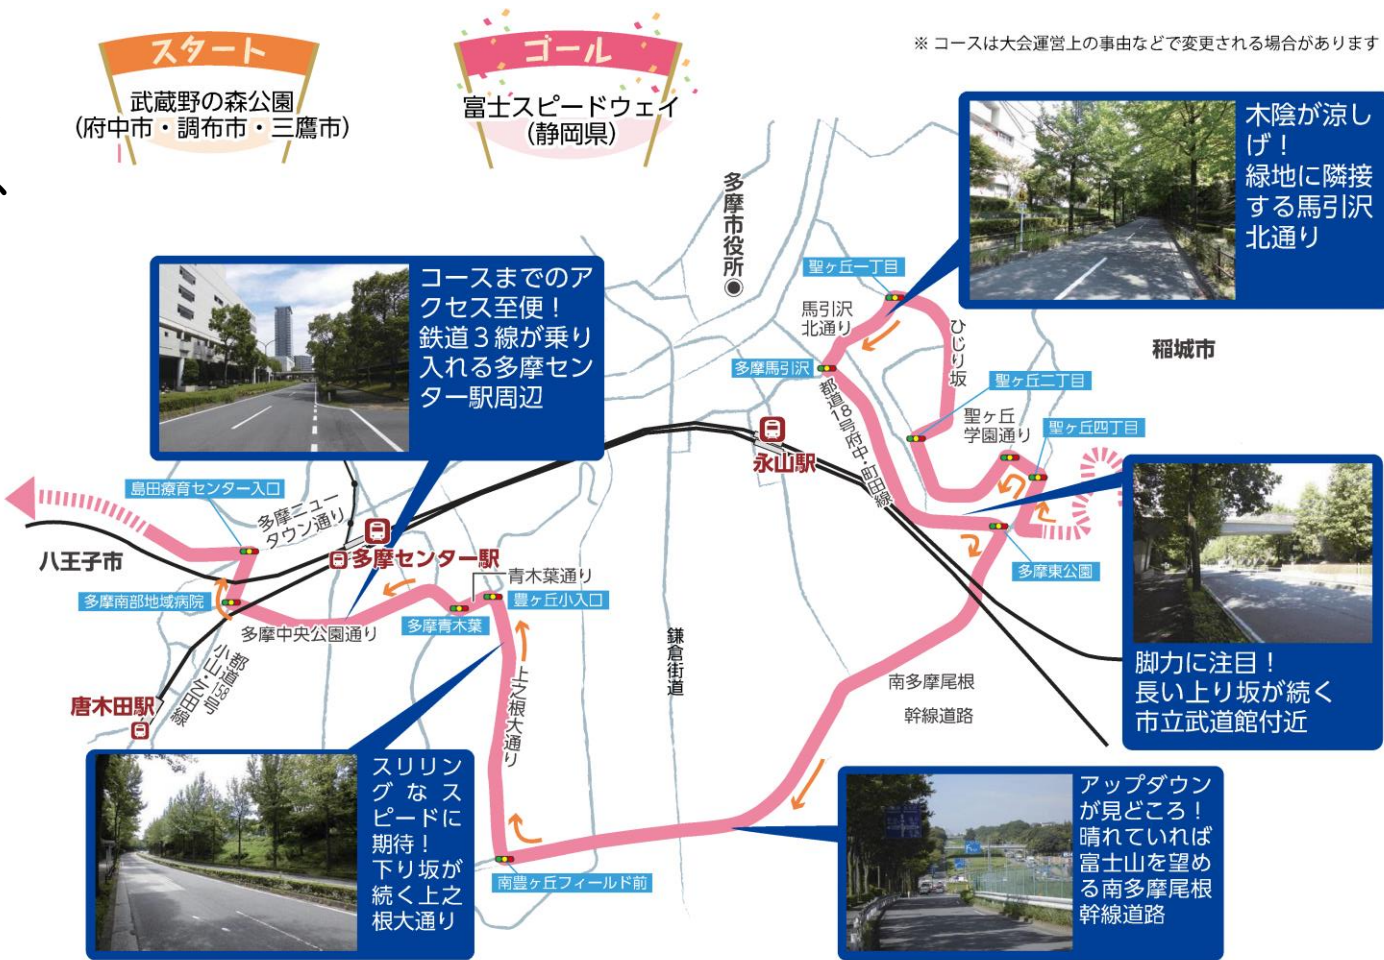 スタート
武蔵野の森公園
(府中市・調布市・三鷹市)
ゴール
富士スピードウェイ
(静岡県)
※ コースは大会運営上の事由などで変更される場合があります
木陰が涼し
げ！
緑地に隣接
する馬引沢
北通り
多摩市役所
聖ヶ丘一丁目
馬引沢
北通り
ひじり坂
稲城市
コースまでのア
クセス至便！
鉄道３線が乗り
入れる多摩セン
ター駅周辺
多摩馬引沢
都道18号府中・町田線
聖ヶ丘二丁目
聖ヶ丘
学園通り
聖ヶ丘四丁目
永山駅
島田療育センター入口
多摩ニュー
タウン通り
八王子市
多摩センター駅
青木葉通り
豊ヶ丘小入口
多摩青木葉
多摩南部地域病院
多摩中央公園通り
多摩東公園
都道158号
小山・乞田線
唐木田駅
上之根大通り
鎌倉街道
南多摩尾根
幹線道路
脚力に注目！
長い上り坂が続く
市立武道館付近
スリリン
グなス
ピードに
期待！
下り坂が
続く上之
根大通り
南豊ヶ丘フィールド前
アップダウン
が見どころ！
晴れていれば
富士山を望め
る南多摩尾根
幹線道路